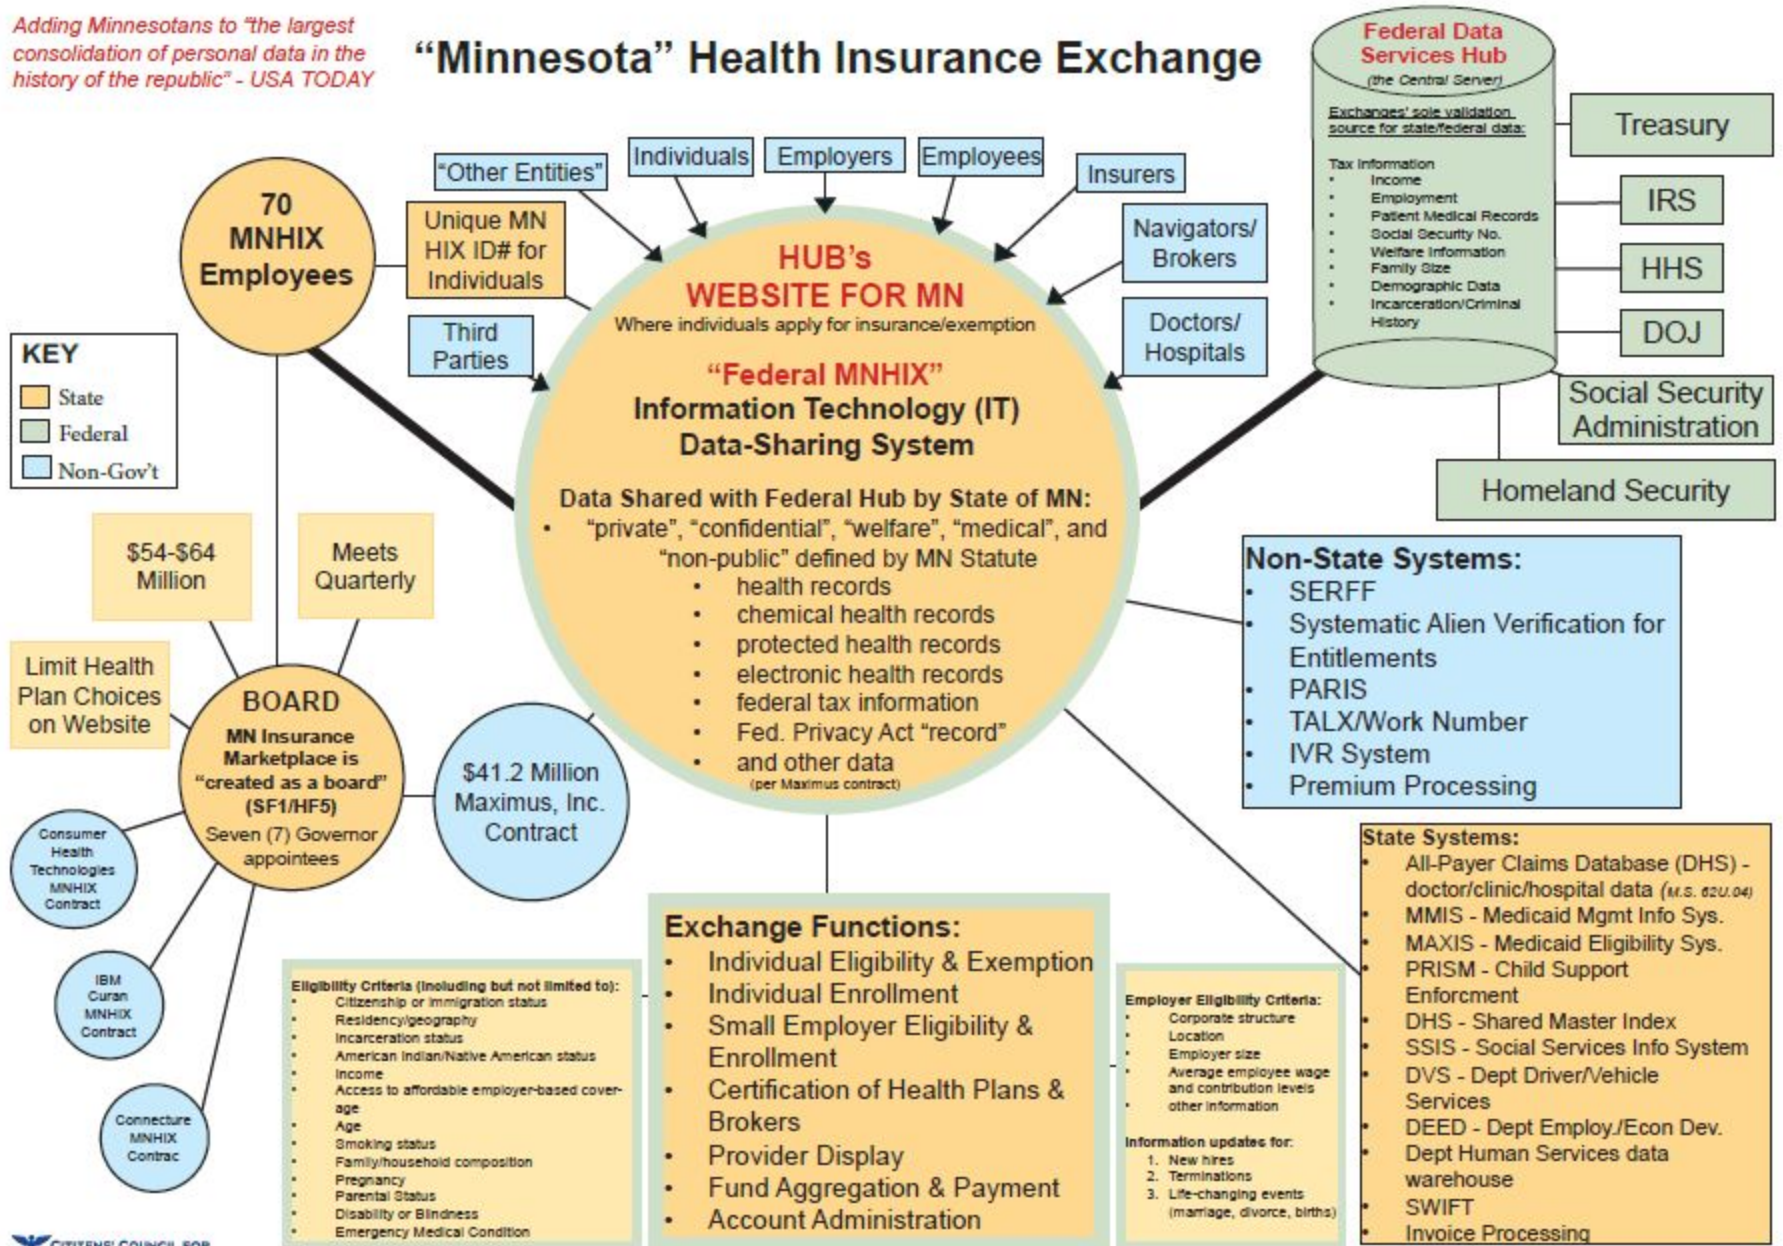 Adding Minnesotans to "the largest
consolidation of personal data in the
history of the republic" - USA TODAY
“Minnesota” Health Insurance Exchange
Federal Data
Services Hub
(the Central Server)
Exchanges' sole validation
source for state/federal data:
Tax Information
• Income
• Employment
• Patient Medical Records
• Social Security No.
• Welfare Information
• Family Size
• Demographic Data
• Incarceration/Criminal
History
Treasury
IRS
HHS
DOJ
Social Security
Administration
Homeland Security
70
MNHIX
Employees
"Other Entities"
Individuals
Employers
Employees
Insurers
Unique MN
HIX ID# for
Individuals
Navigators/
Brokers
Third
Parties
Doctors/
Hospitals
KEY
State
Federal
Non-Gov't
HUB's
WEBSITE FOR MN
Where individuals apply for insurance/exemption
“Federal MNHIX”
Information Technology (IT)
Data-Sharing System
Data Shared with Federal Hub by State of MN:
• “private”, “confidential”, “welfare”, “medical”, and
“non-public” defined by MN Statute
• health records
• chemical health records
• protected health records
• electronic health records
• federal tax information
• Fed. Privacy Act “record”
• and other data
(per Maximus contract)
$54-$64
Million
Meets
Quarterly
Limit Health
Plan Choices
on Website
BOARD
MN Insurance
Marketplace is
“created as a board”
(SF1/HF5)
Seven (7) Governor
appointees
$41.2 Million
Maximus, Inc.
Contract
Consumer
Health
Technologies
MNHIX
Contract
IBM
Curan
MNHIX
Contract
Connecture
MNHIX
Contrac
Non-State Systems:
• SERFF
• Systematic Alien Verification for
Entitlements
• PARIS
• TALX/Work Number
• IVR System
• Premium Processing
State Systems:
• All-Payer Claims Database (DHS) -
doctor/clinic/hospital data (M.S. 62U.04)
• MMIS - Medicaid Mgmt Info Sys.
• MAXIS - Medicaid Eligibility Sys.
• PRISM - Child Support
Enforcment
• DHS - Shared Master Index
• SSIS - Social Services Info System
• DVS - Dept Driver/Vehicle
Services
• DEED - Dept Employ./Econ Dev.
• Dept Human Services data
warehouse
• SWIFT
• Invoice Processing
Exchange Functions:
• Individual Eligibility & Exemption
• Individual Enrollment
• Small Employer Eligibility &
Enrollment
• Certification of Health Plans &
Brokers
• Provider Display
• Fund Aggregation & Payment
• Account Administration
Eligibility Criteria (including but not limited to):
• Citizenship or immigration status
• Residency/geography
• Incarceration status
• American Indian/Native American status
• Income
• Access to affordable employer-based cover-
age
• Age
• Smoking status
• Family/household composition
• Pregnancy
• Parental Status
• Disability or Blindness
• Emergency Medical Condition
Employer Eligibility Criteria:
• Corporate structure
• Location
• Employer size
• Average employee wage
and contribution levels
• other information
Information updates for:
1. New hires
2. Terminations
3. Life-changing events
(marriage, divorce, births)
CITIZENS' COUNCIL FOR